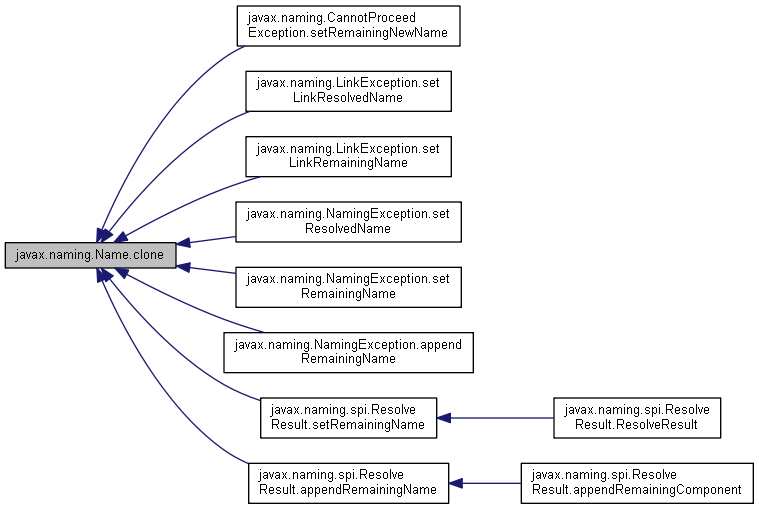 javax.naming.CannotProceed
Exception.setRemainingNewName
javax.naming.LinkException.set
LinkResolvedName
javax.naming.LinkException.set
LinkRemainingName
javax.naming.NamingException.set
ResolvedName
javax.naming.Name.clone
javax.naming.NamingException.set
RemainingName
javax.naming.NamingException.append
RemainingName
javax.naming.spi.Resolve
Result.setRemainingName
javax.naming.spi.Resolve
Result.ResolveResult
javax.naming.spi.Resolve
Result.appendRemainingName
javax.naming.spi.Resolve
Result.appendRemainingComponent